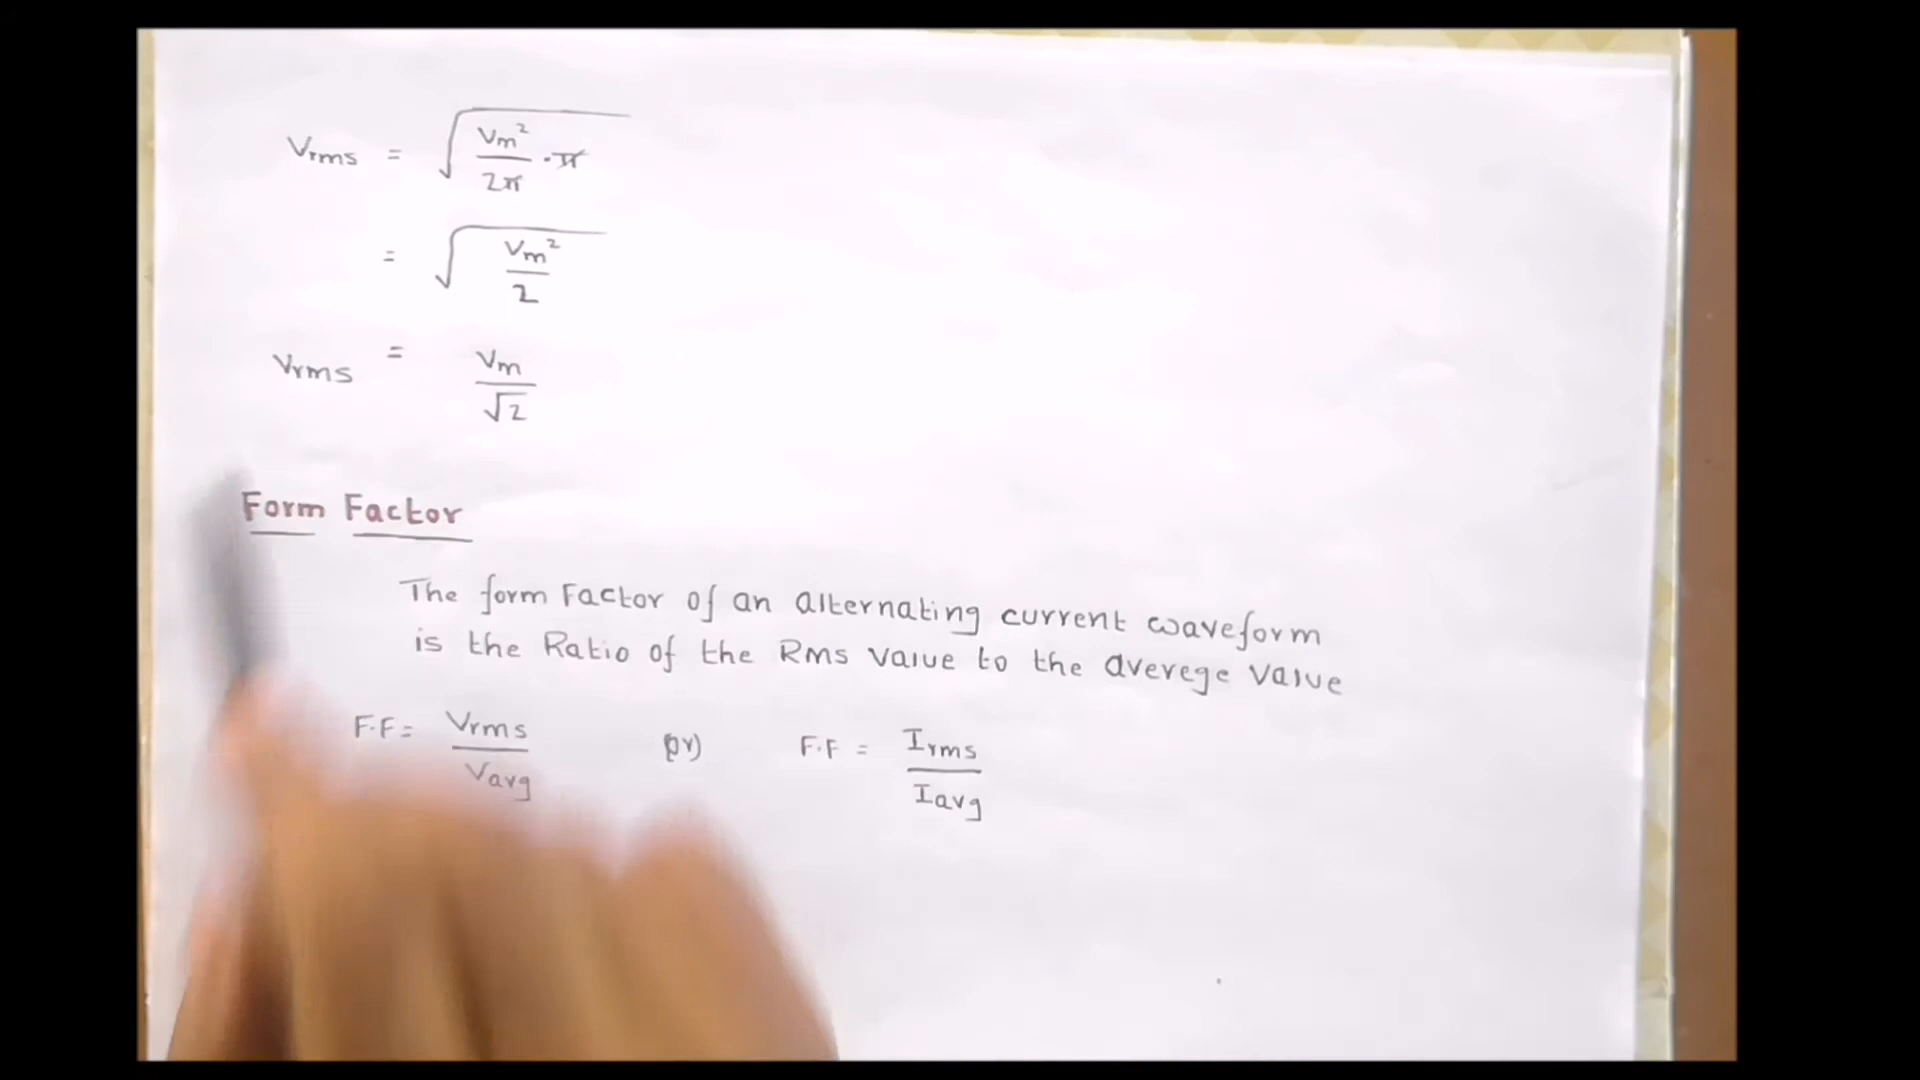 Vrms = √(Vm²/2π · π)
= √(Vm²/2)
Vrms = Vm/√2
Form Factor
The form Factor of an alternating current waveform
is the Ratio of the Rms value to the averege value
F.F = Vrms/Vavg (or) F.F = Irms/Iavg